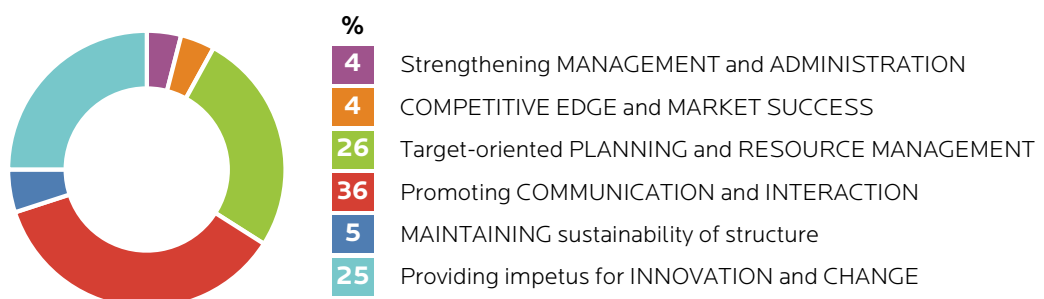 %
4 Strengthening MANAGEMENT and ADMINISTRATION
4 COMPETITIVE EDGE and MARKET SUCCESS
26 Target-oriented PLANNING and RESOURCE MANAGEMENT
36 Promoting COMMUNICATION and INTERACTION
5 MAINTAINING sustainability of structure
25 Providing impetus for INNOVATION and CHANGE